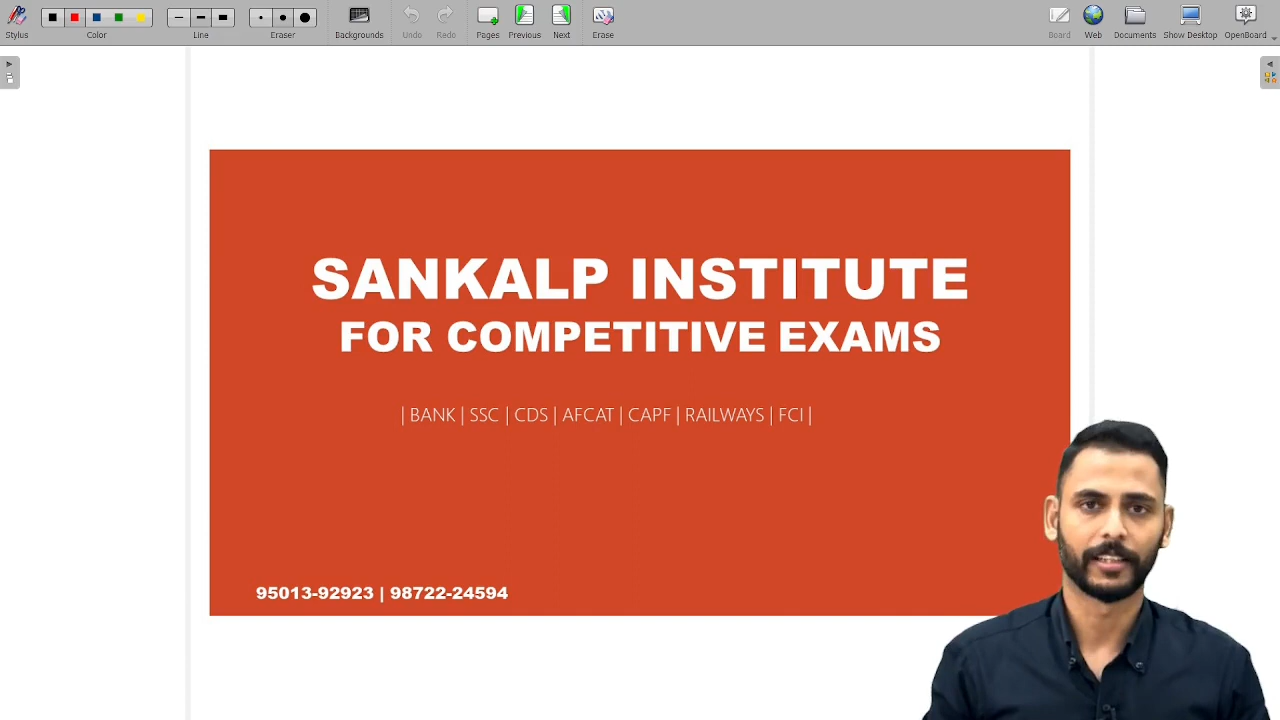 Stylus Color Line Eraser Backgrounds Undo Redo Pages Previous Next Erase Board Web Documents Show Desktop OpenBoard
SANKALP INSTITUTE
FOR COMPETITIVE EXAMS
| BANK | SSC | CDS | AFCAT | CAPF | RAILWAYS | FCI |
95013-92923 | 98722-24594